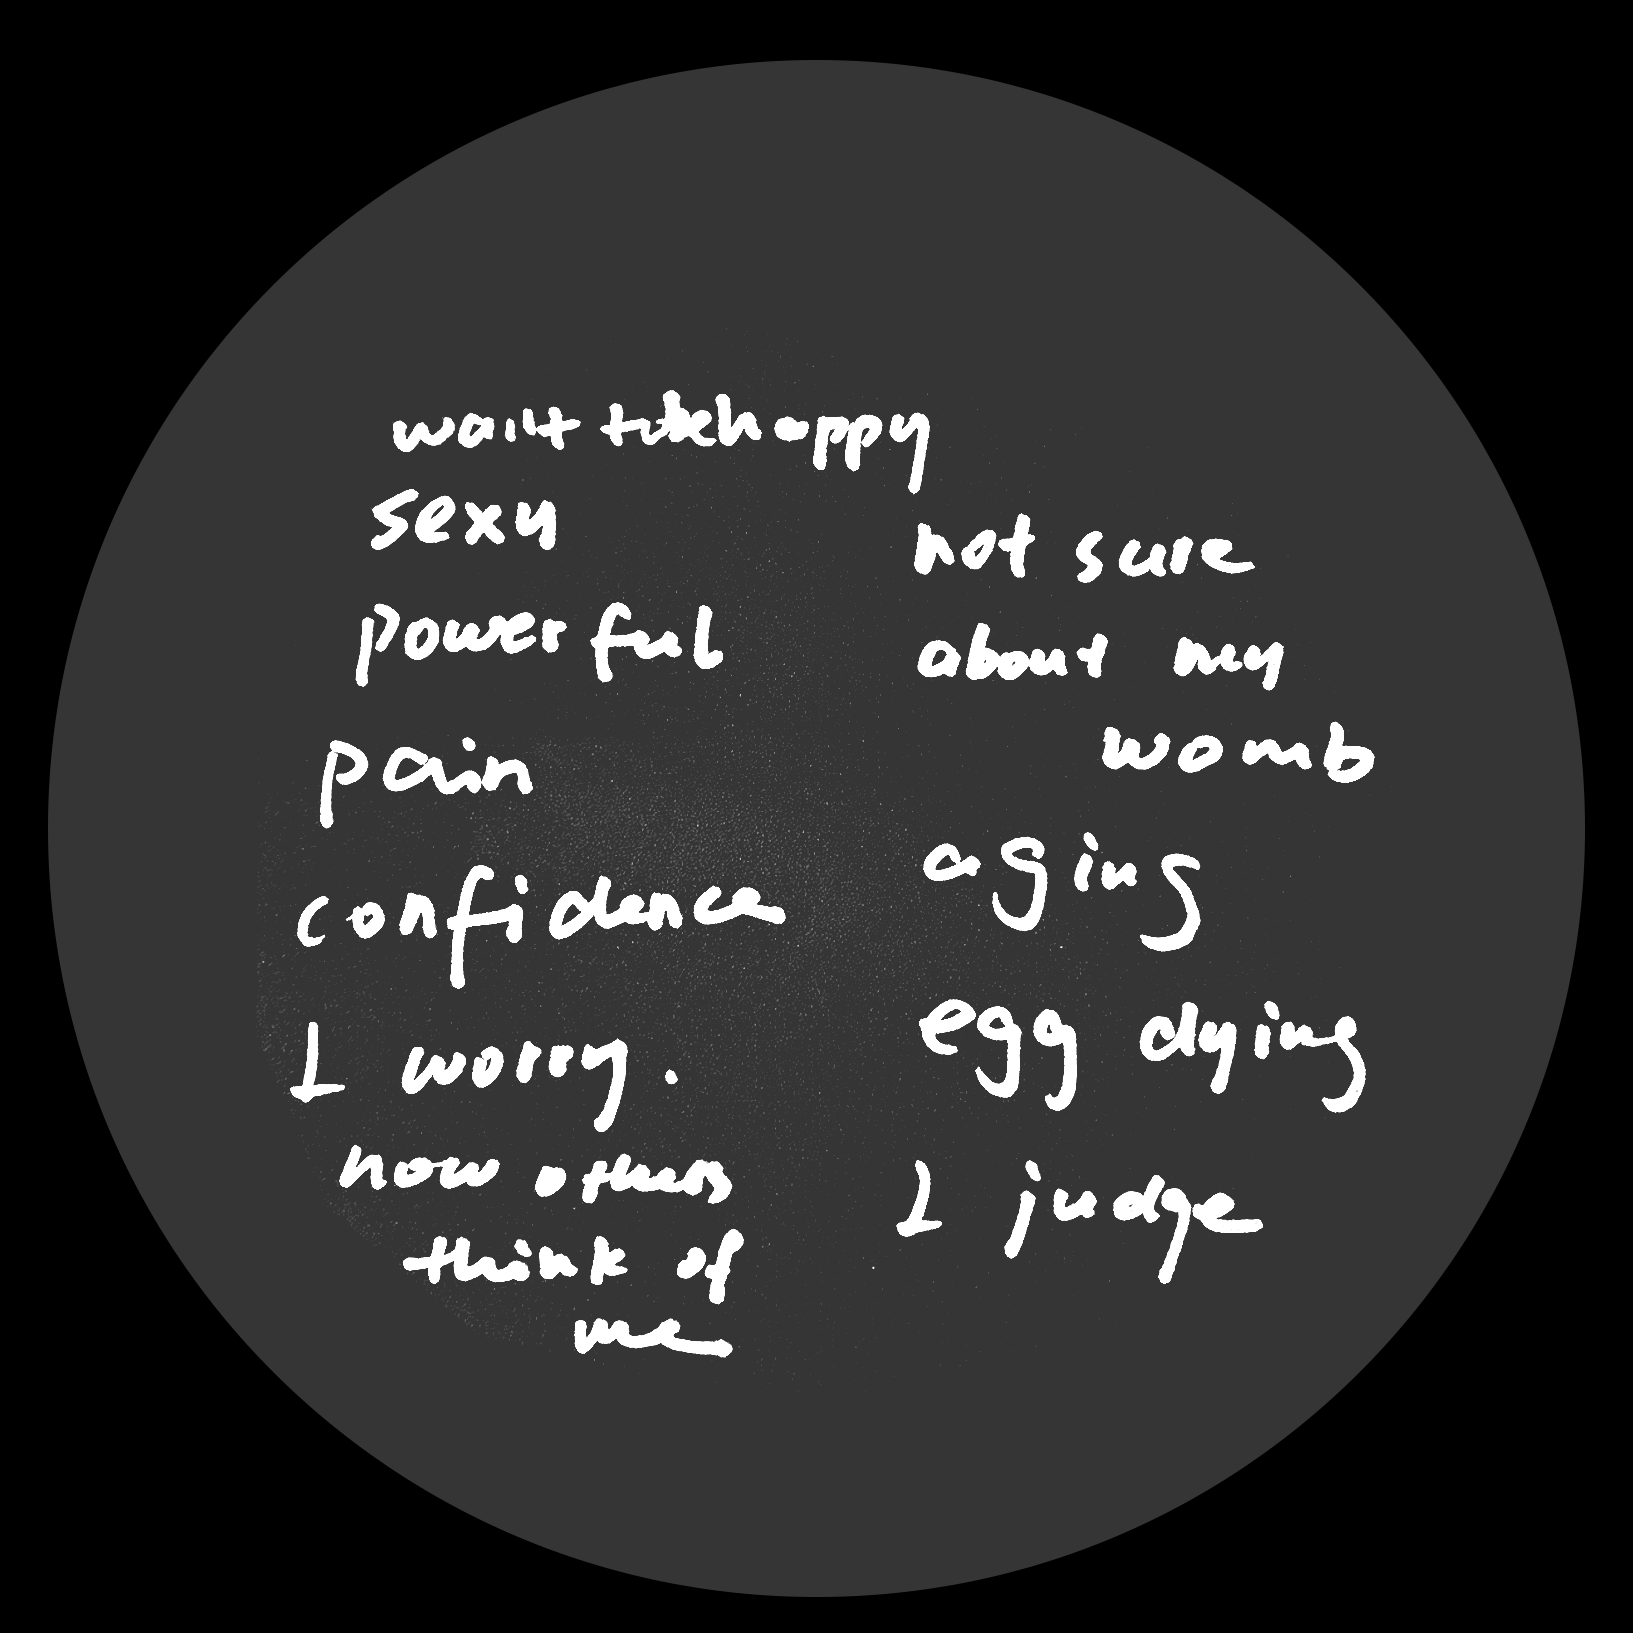 want to be happy
sexy
powerful
pain
confidence
I worry.
how others
think of
me
not sure
about my
womb
aging
egg dying
I judge